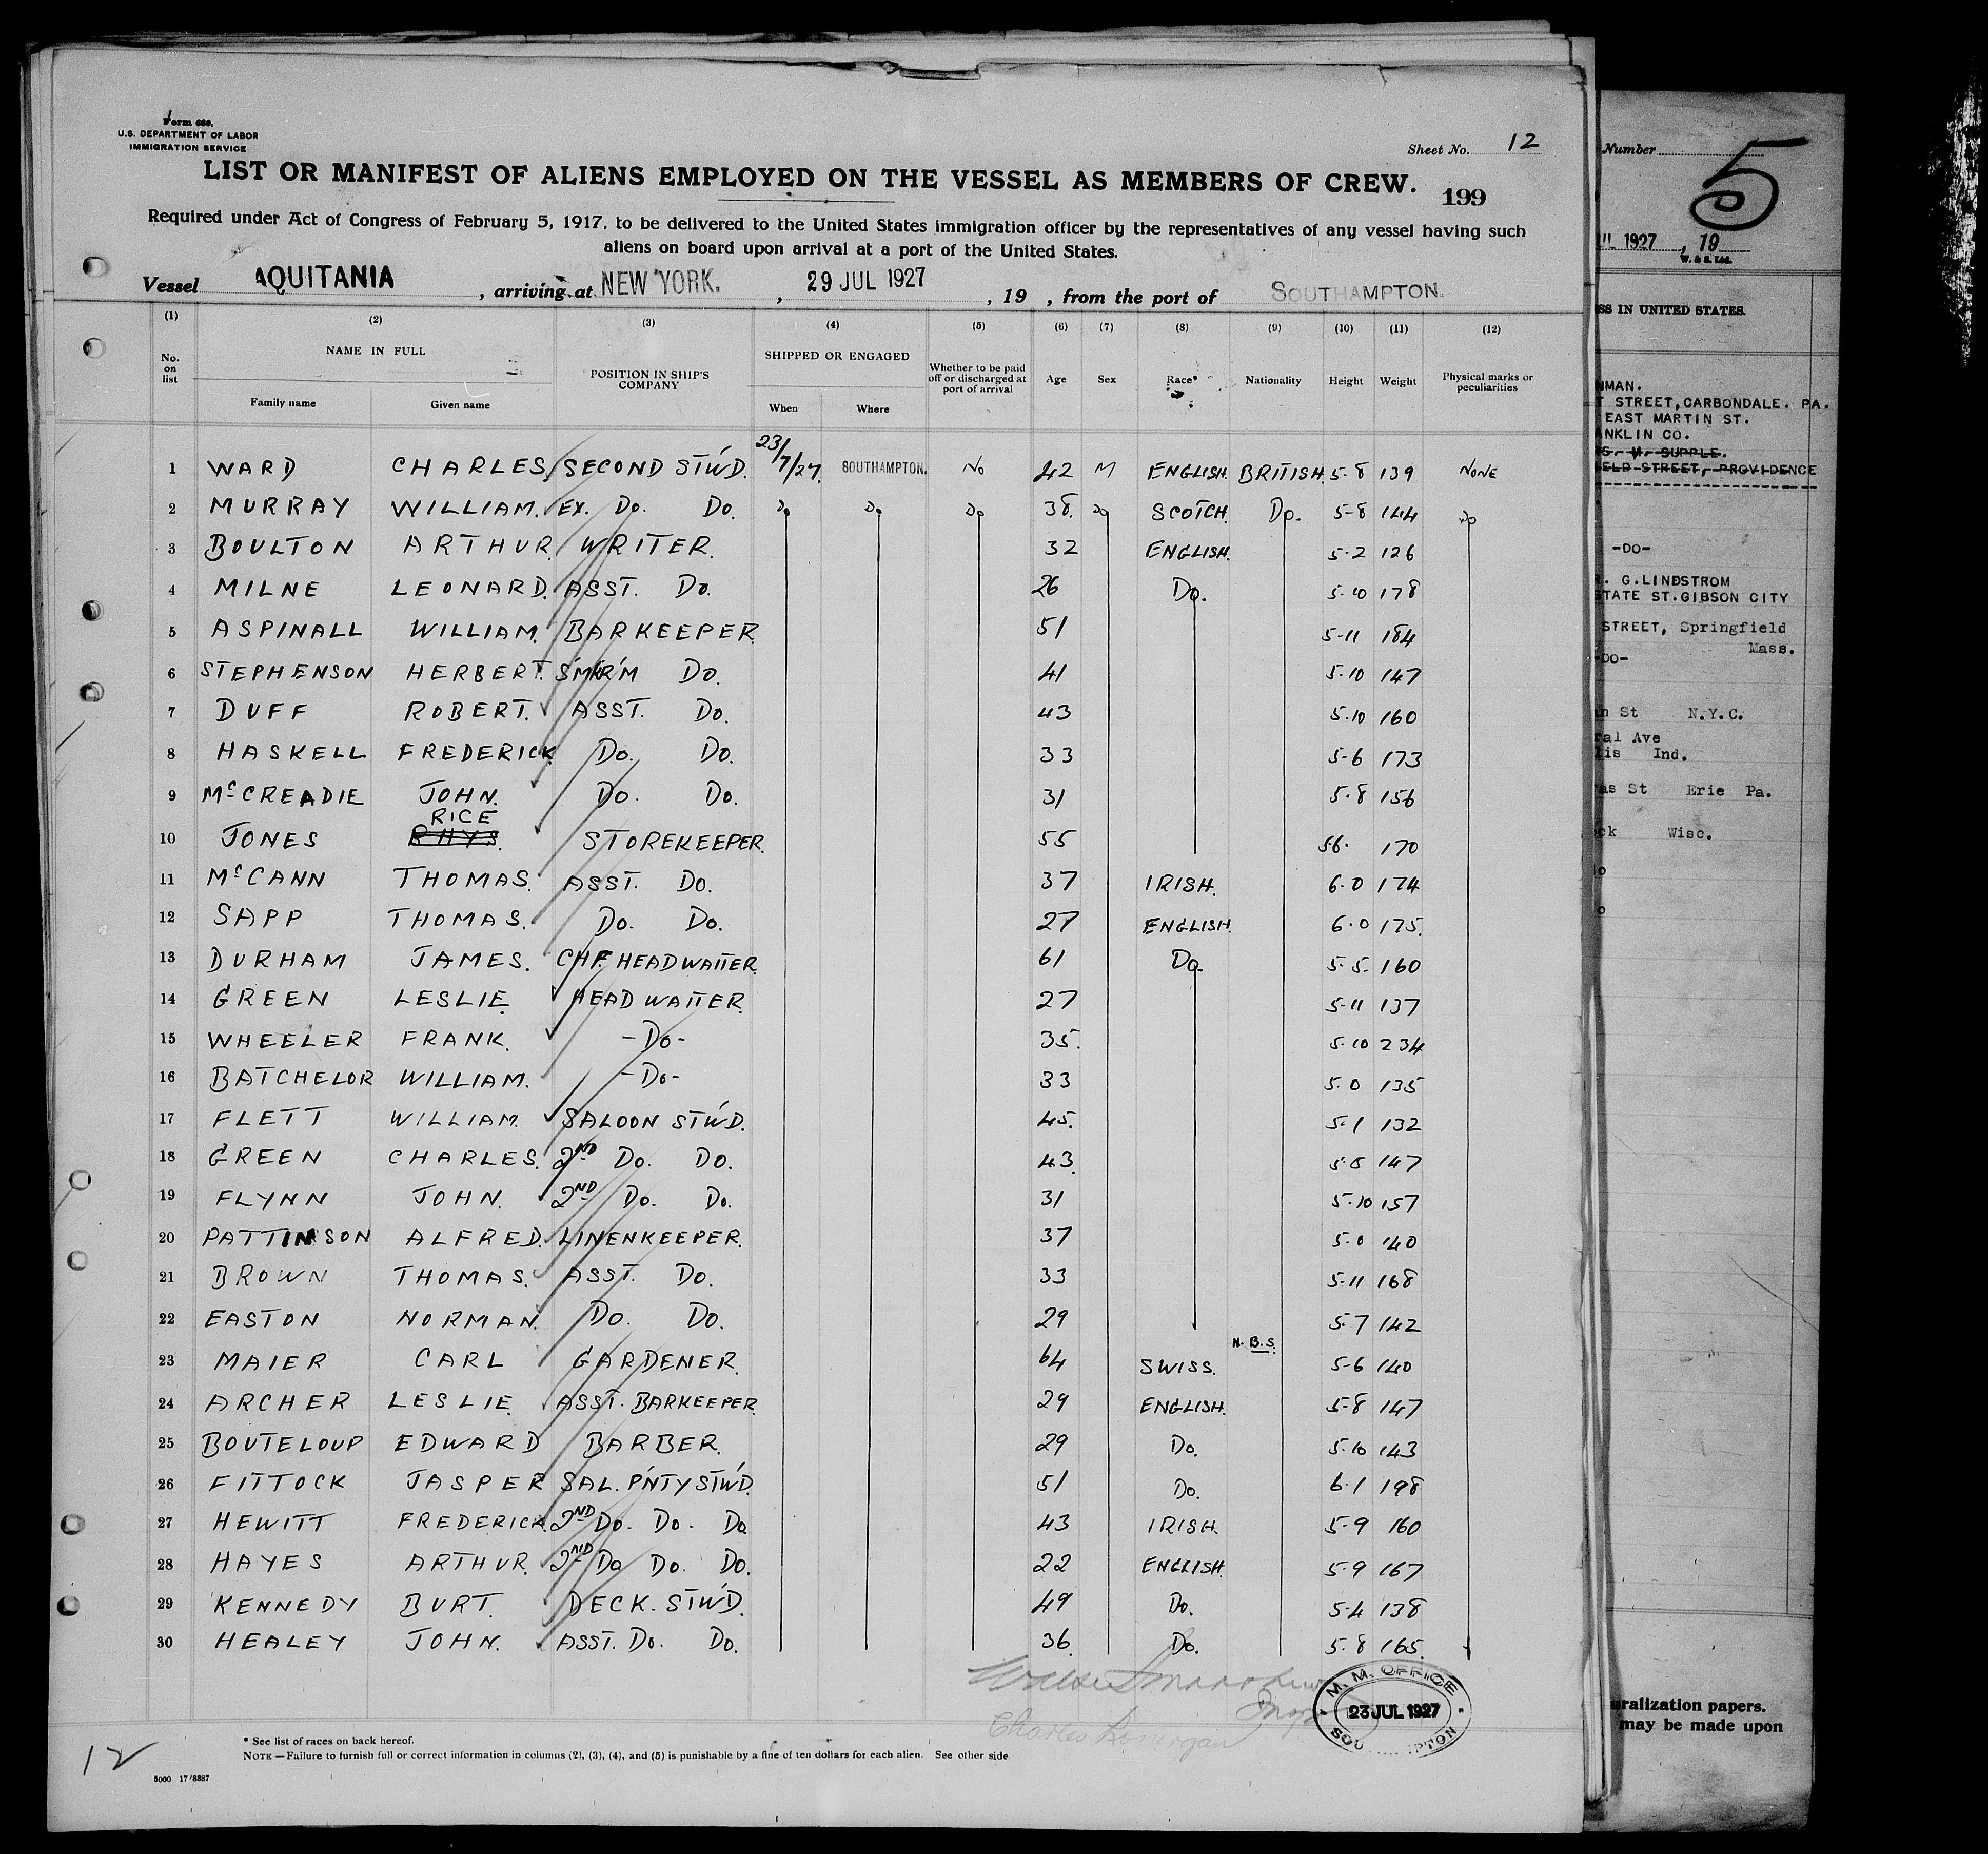 Form 680.
U.S. DEPARTMENT OF LABOR
IMMIGRATION SERVICE
Sheet No. 12
LIST OR MANIFEST OF ALIENS EMPLOYED ON THE VESSEL AS MEMBERS OF CREW. 199
Required under Act of Congress of February 5, 1917, to be delivered to the United States immigration officer by the representatives of any vessel having such
aliens on board upon arrival at a port of the United States.
Vessel AQUITANIA , arriving at NEW YORK. , 29 JUL 1927 , 19 , from the port of SOUTHAMPTON.
(1) (2) (3) (4) (5) (6) (7) (8) (9) (10) (11) (12)
No. on list NAME IN FULL Family name Given name POSITION IN SHIP'S COMPANY SHIPPED OR ENGAGED When Where Whether to be paid off or discharged at port of arrival Age Sex Race* Nationality Height Weight Physical marks or peculiarities
1 WARD CHARLES. SECOND STW'D. 23/7/27. SOUTHAMPTON. No 42 M ENGLISH. BRITISH. 5-8 139 NONE
2 MURRAY WILLIAM. EX. Do. Do. Do Do Do 38. Do SCOTCH. Do. 5-8 144 Do
3 BOULTON ARTHUR. WRITER. 32 ENGLISH. 5-2 126
4 MILNE LEONARD. ASST. Do. 26 Do. 5-10 178
5 ASPINALL WILLIAM. BARKEEPER. 51 5-11 184
6 STEPHENSON HERBERT. S'MK'R'M Do. 41 5-10 147
7 DUFF ROBERT. ASST. Do. 43 5.10 160
8 HASKELL FREDERICK Do. Do. 33 5-6 173
9 McCREADIE JOHN. Do. Do. 31 5.8 156
10 JONES RICE RHYS. STOREKEEPER. 55 5.6. 170
11 McCANN THOMAS. ASST. Do. 37 IRISH. 6.0 174
12 SAPP THOMAS. Do. Do. 27 ENGLISH. 6.0 175.
13 DURHAM JAMES. CHF. HEADWAITER. 61 Do. 5.5. 160
14 GREEN LESLIE. HEAD WAITER. 27 5-11 137
15 WHEELER FRANK. -Do- 35. 5.10 234
16 BATCHELOR WILLIAM. -Do- 33 5.0 135
17 FLETT WILLIAM. SALOON STW'D. 45. 5-1 132
18 GREEN CHARLES. 2ND Do. Do. 43. 147
19 FLYNN JOHN. 2ND Do. Do. 31 5.10 157
20 PATTINSON ALFRED. LINENKEEPER. 37 5.0 140
21 BROWN THOMAS. ASST. Do. 33 5-11 168
22 EASTON NORMAN. Do. Do. 29 5-7 142
23 MAIER CARL GARDENER. 64 SWISS. N.B.S. 5-6 140
24 ARCHER LESLIE. ASST. BARKEEPER. 29 ENGLISH. 5-8 147
25 BOUTELOUP EDWARD BARBER. 29 Do. 5.10 143
26 FITTOCK JASPER SAL. P'NTY STW'D. 51 Do. 6.1 198
27 HEWITT FREDERICK. 2ND Do. Do. Do 43 IRISH. 5-9 160
28 HAYES ARTHUR. 2ND Do Do. Do. 22 ENGLISH. 5.9 167
29 KENNEDY BURT. DECK. STW'D. 49 Do. 5-4 138
30 HEALEY JOHN. ASST. Do. Do. 36. Do. 5.8 165.
M. M. OFFICE
23 JUL 1927
* See list of races on back hereof.
NOTE—Failure to furnish full or correct information in columns (2), (3), (4), and (5) is punishable by a fine of ten dollars for each alien. See other side
12
5000 17/8387
Number
5
1927 , 19
W. & S. Ltd.
IN UNITED STATES.
STREET, CARBONDALE. PA.
EAST MARTIN ST.
CO.
M. SUPPLE.
STREET, PROVIDENCE
-DO-
G.LINDSTROM
STATE ST.GIBSON CITY
STREET, Springfield
Mass.
-DO-
St N.Y.C.
Ave
Ind.
St Erie Pa.
Wisc.
papers.
may be made upon